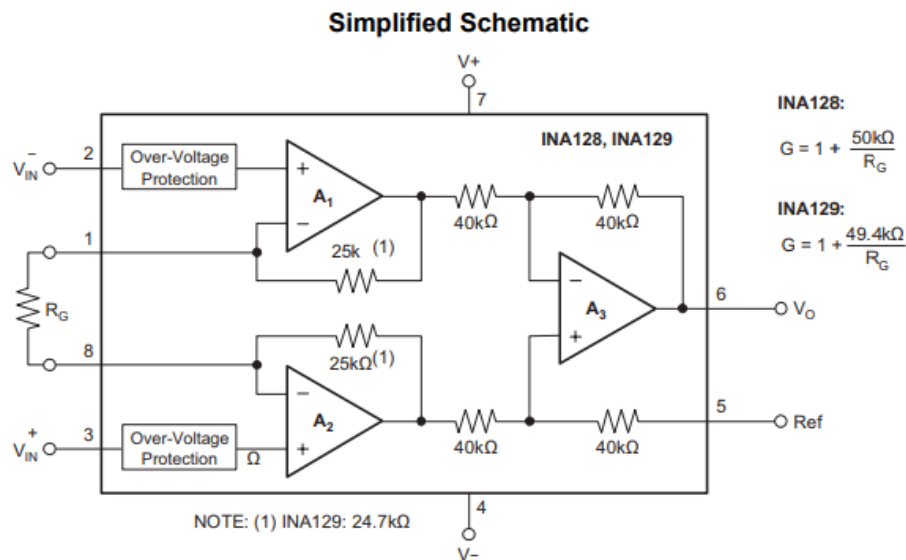 Simplified Schematic
V+
7
INA128, INA129
INA128:
G = 1 + 50kΩ
R_G
INA129:
G = 1 + 49.4kΩ
R_G
V_IN^-
2
Over-Voltage
Protection
+
A1
−
40kΩ
40kΩ
1
25k (1)
R_G
−
A3
+
6
V_O
8
25kΩ(1)
−
A2
+
5
Ref
40kΩ
40kΩ
V_IN^+
3
Over-Voltage
Protection
Ω
4
NOTE: (1) INA129: 24.7kΩ
V−